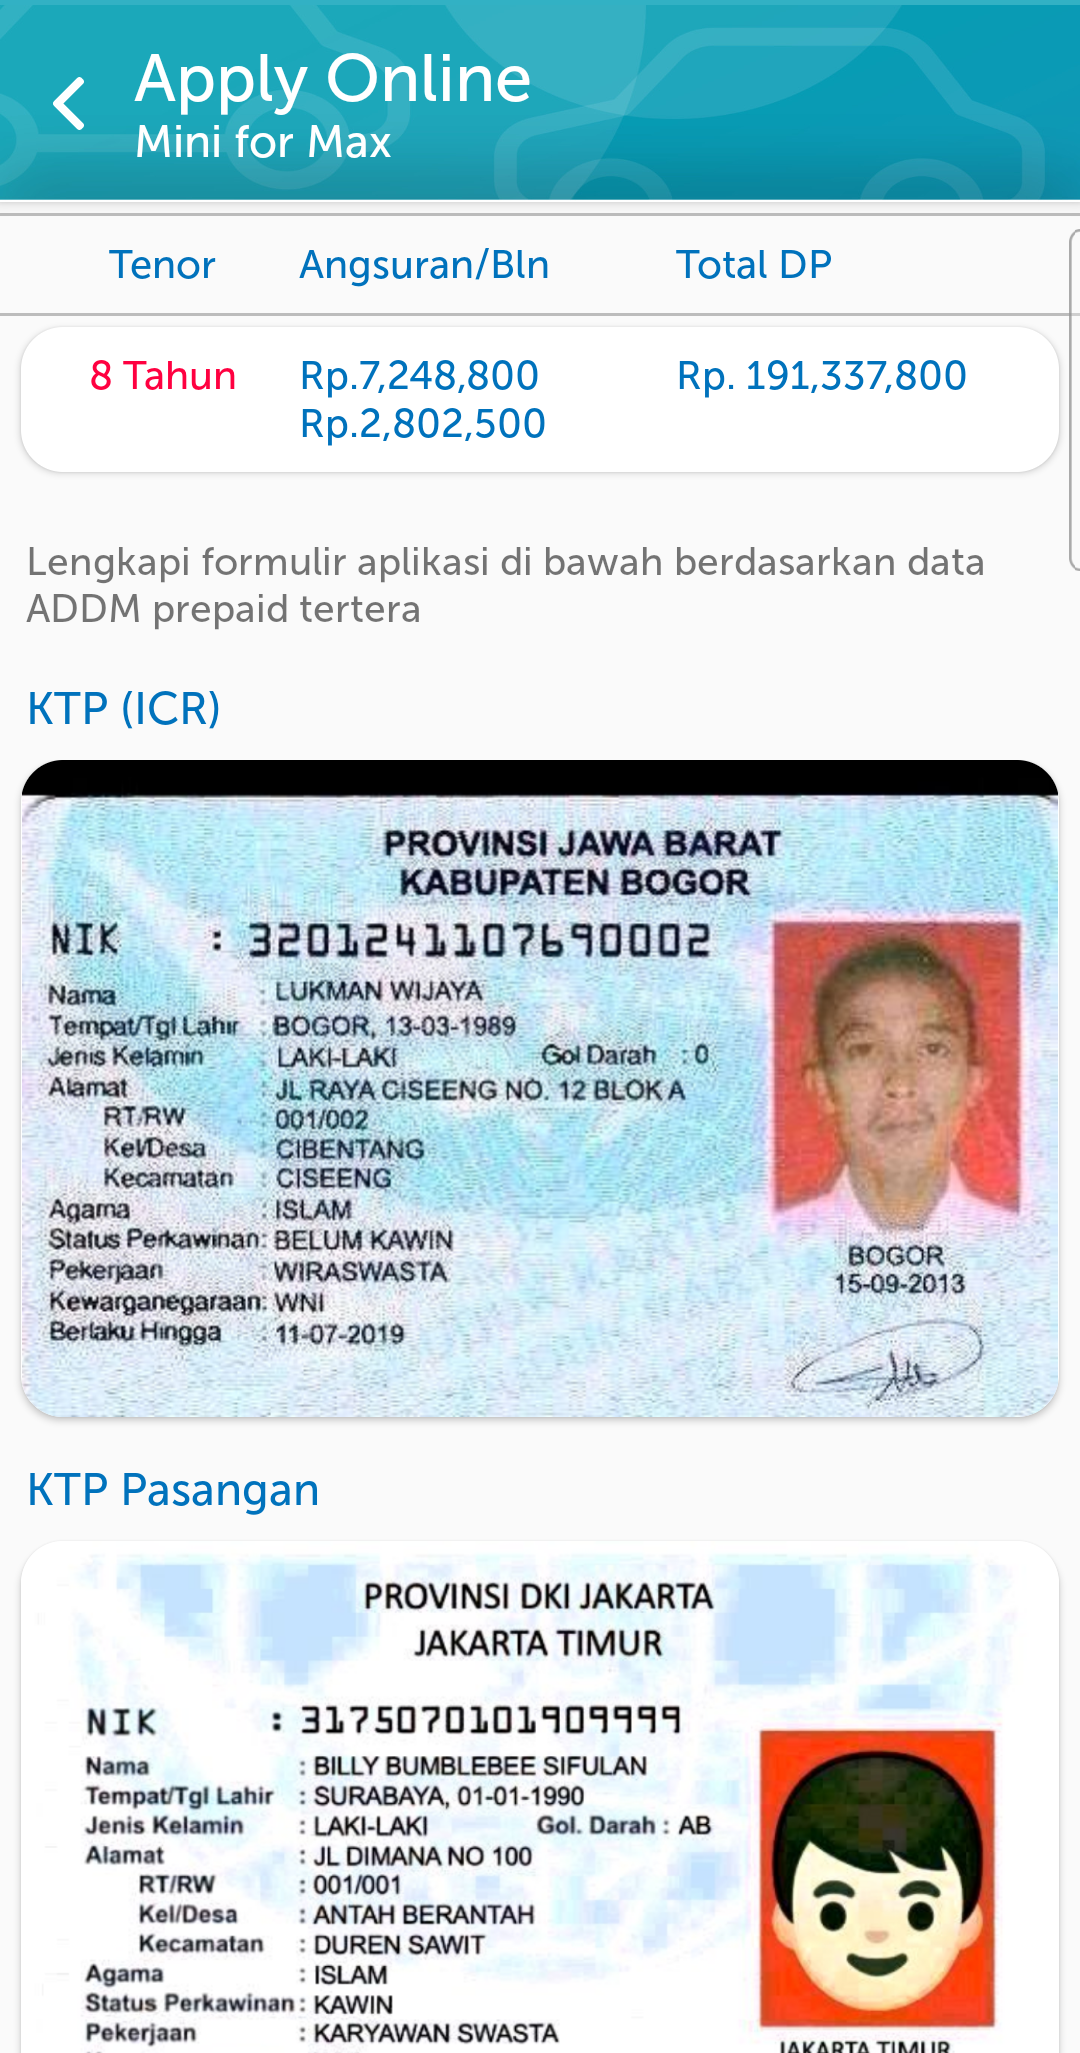 Apply Online
Mini for Max
Tenor Angsuran/Bln Total DP
8 Tahun Rp.7,248,800 Rp. 191,337,800
Rp.2,802,500
Lengkapi formulir aplikasi di bawah berdasarkan data
ADDM prepaid tertera
KTP (ICR)
PROVINSI JAWA BARAT
KABUPATEN BOGOR
NIK : 3201241107690002
Nama : LUKMAN WIJAYA
Tempat/Tgl Lahir : BOGOR, 13-03-1989
Jenis Kelamin : LAKI-LAKI Gol Darah : 0
Alamat : JL RAYA CISEENG NO. 12 BLOK A
RT/RW : 001/002
Kel/Desa : CIBENTANG
Kecamatan : CISEENG
Agama : ISLAM
Status Perkawinan: BELUM KAWIN
Pekerjaan : WIRASWASTA
Kewarganegaraan: WNI
Berlaku Hingga : 11-07-2019
BOGOR
15-09-2013
KTP Pasangan
PROVINSI DKI JAKARTA
JAKARTA TIMUR
NIK : 3175070101909999
Nama : BILLY BUMBLEBEE SIFULAN
Tempat/Tgl Lahir : SURABAYA, 01-01-1990
Jenis Kelamin : LAKI-LAKI Gol. Darah : AB
Alamat : JL DIMANA NO 100
RT/RW : 001/001
Kel/Desa : ANTAH BERANTAH
Kecamatan : DUREN SAWIT
Agama : ISLAM
Status Perkawinan : KAWIN
Pekerjaan : KARYAWAN SWASTA
JAKARTA TIMUR